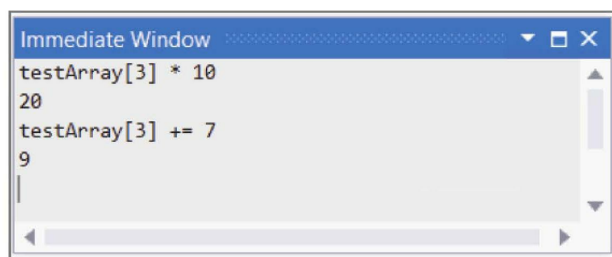 Immediate Window
testArray[3] * 10
20
testArray[3] += 7
9